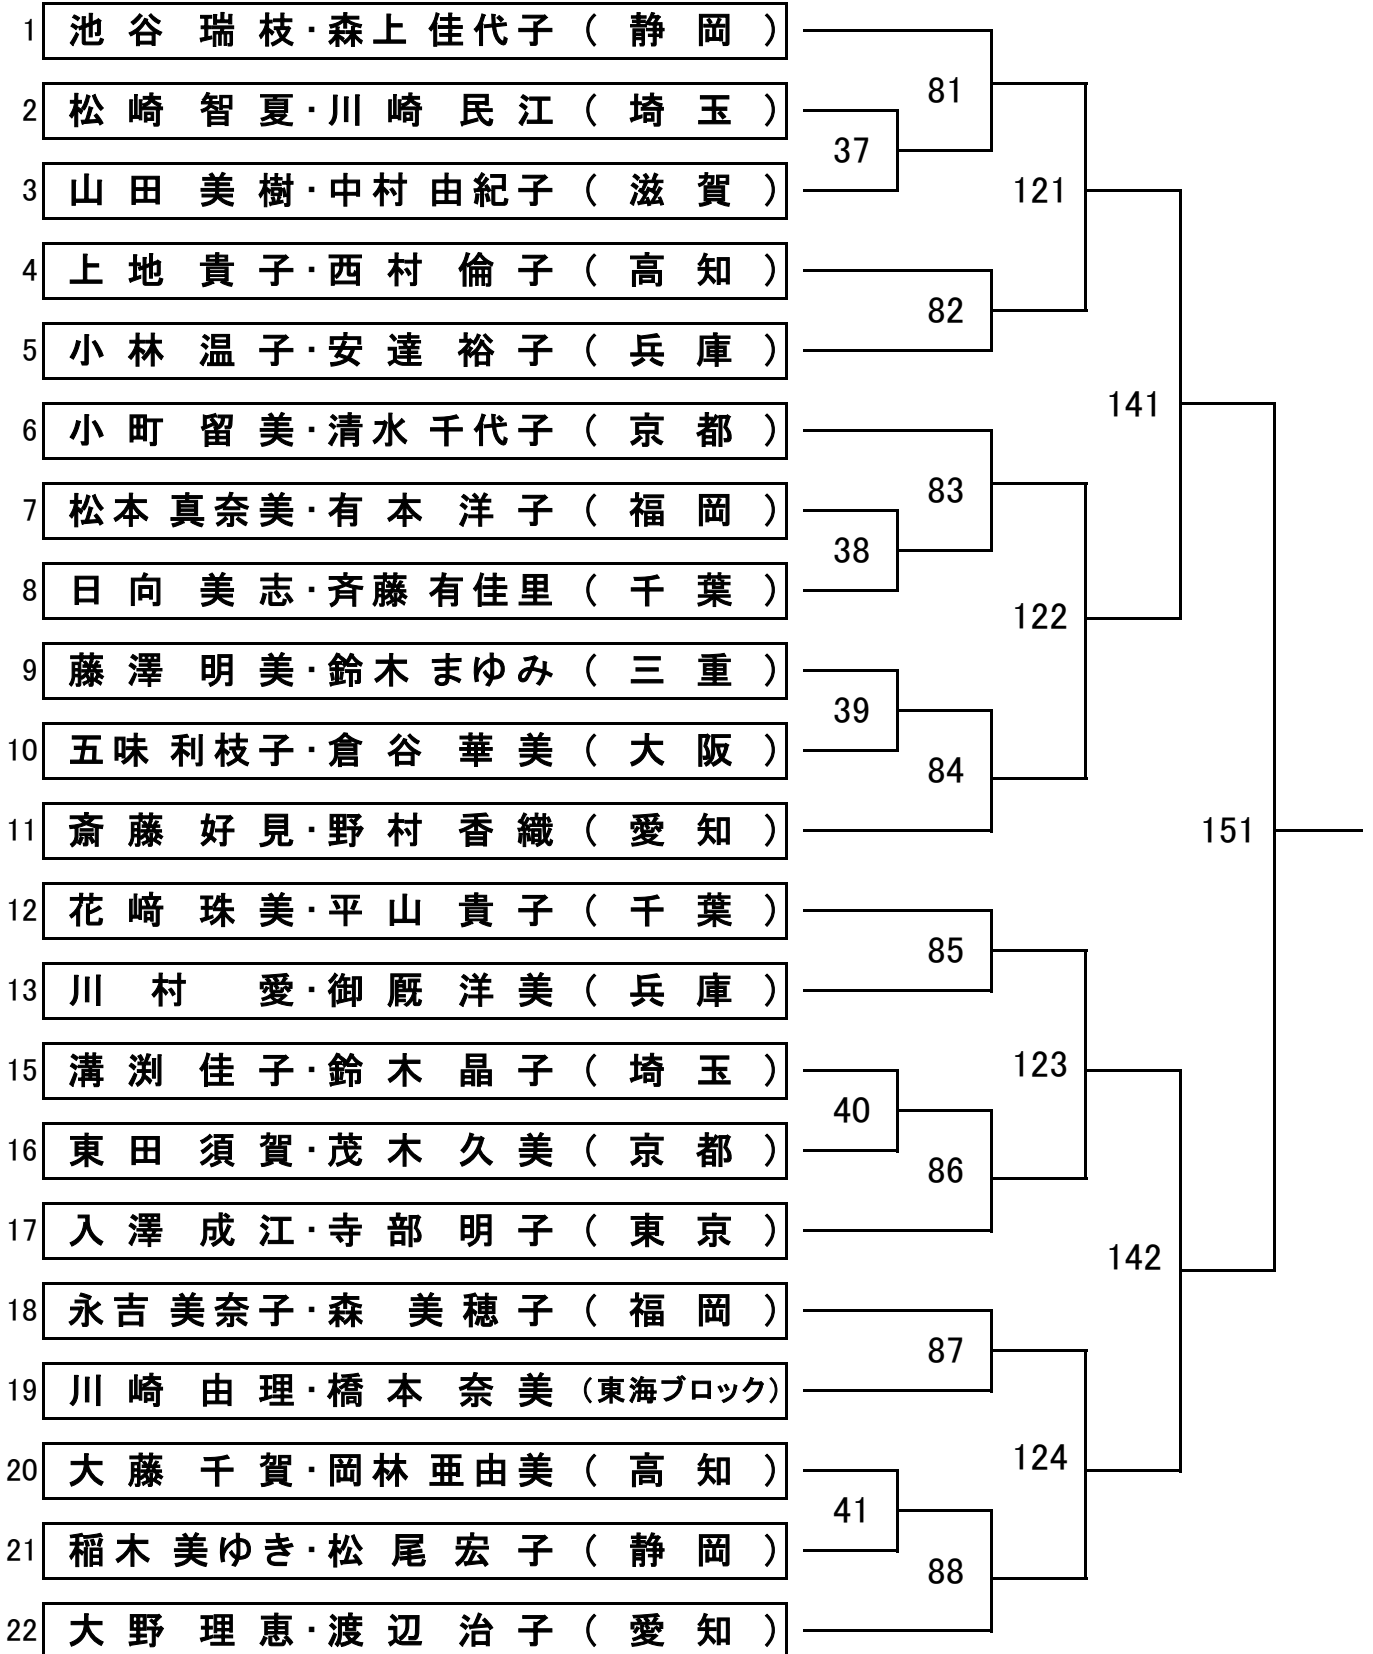 1 池谷 瑞枝・森上 佳代子 ( 静岡 )
81
2 松崎 智夏・川崎 民江 ( 埼玉 )
37
3 山田 美樹・中村 由紀子 ( 滋賀 )
121
4 上地 貴子・西村 倫子 ( 高知 )
82
5 小林 温子・安達 裕子 ( 兵庫 )
141
6 小町 留美・清水 千代子 ( 京都 )
83
7 松本 真奈美・有本 洋子 ( 福岡 )
38
8 日向 美志・斉藤 有佳里 ( 千葉 )
122
9 藤澤 明美・鈴木 まゆみ ( 三重 )
39
10 五味 利枝子・倉谷 華美 ( 大阪 )
84
11 斎藤 好見・野村 香織 ( 愛知 )
151
12 花﨑 珠美・平山 貴子 ( 千葉 )
85
13 川村 愛・御厩 洋美 ( 兵庫 )
15 溝渕 佳子・鈴木 晶子 ( 埼玉 )
123
40
16 東田 須賀・茂木 久美 ( 京都 )
86
17 入澤 成江・寺部 明子 ( 東京 )
142
18 永吉 美奈子・森 美穂子 ( 福岡 )
87
19 川崎 由理・橋本 奈美 (東海ブロック)
124
20 大藤 千賀・岡林 亜由美 ( 高知 )
41
21 稲木 美ゆき・松尾 宏子 ( 静岡 )
88
22 大野 理恵・渡辺 治子 ( 愛知 )